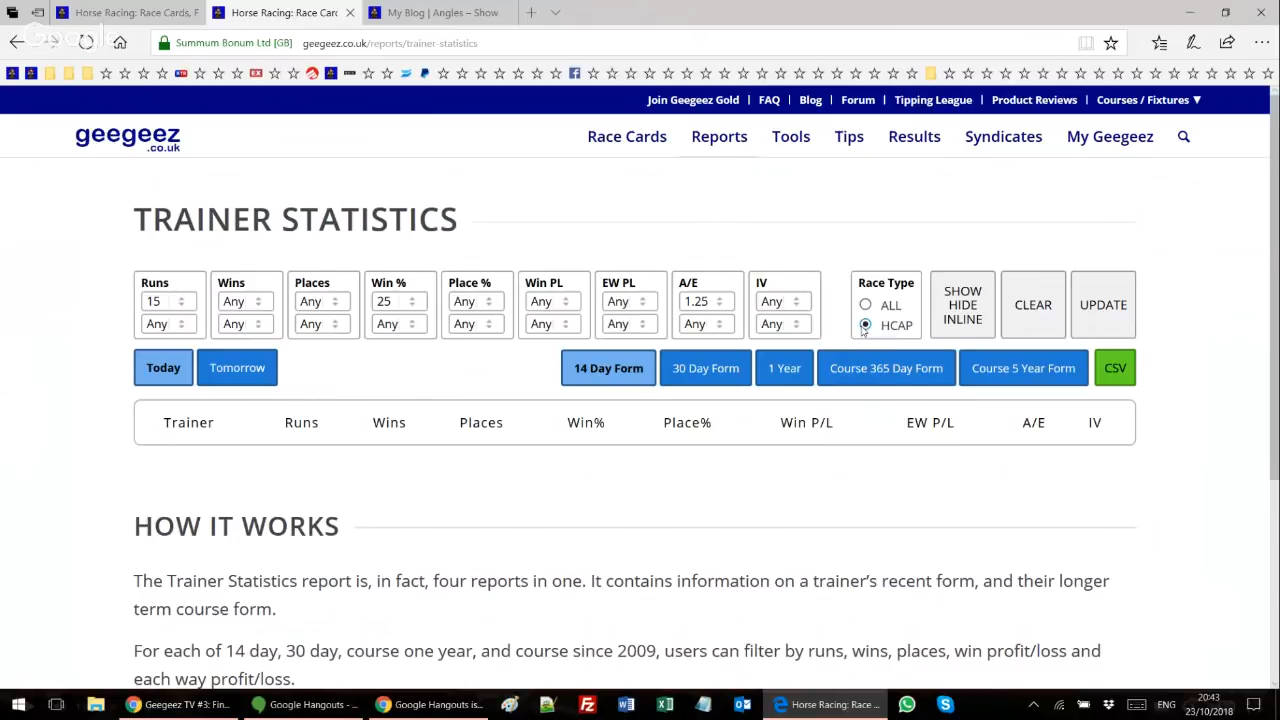 Horse Racing: Race Cards, F
Horse Racing: Race Carc
My Blog | Angles – Show
Google
Summum Bonum Ltd [GB]
geegeez.co.uk/reports/trainer-statistics
Join Geegeez Gold | FAQ | Blog | Forum | Tipping League | Product Reviews | Courses / Fixtures ▼
geegeez
.co.uk
Race Cards Reports Tools Tips Results Syndicates My Geegeez
TRAINER STATISTICS
Runs Wins Places Win % Place % Win PL EW PL A/E IV Race Type
15 Any Any 25 Any Any Any 1.25 Any ALL
Any Any Any Any Any Any Any Any Any HCAP
SHOW
HIDE
INLINE
CLEAR
UPDATE
Today Tomorrow 14 Day Form 30 Day Form 1 Year Course 365 Day Form Course 5 Year Form CSV
Trainer Runs Wins Places Win% Place% Win P/L EW P/L A/E IV
HOW IT WORKS
The Trainer Statistics report is, in fact, four reports in one. It contains information on a trainer's recent form, and their longer
term course form.
For each of 14 day, 30 day, course one year, and course since 2009, users can filter by runs, wins, places, win profit/loss and
each way profit/loss.
Geegeez TV #3: Fin...
Google Hangouts - ...
Google Hangouts is...
Horse Racing: Race ...
ENG
20:43
23/10/2018